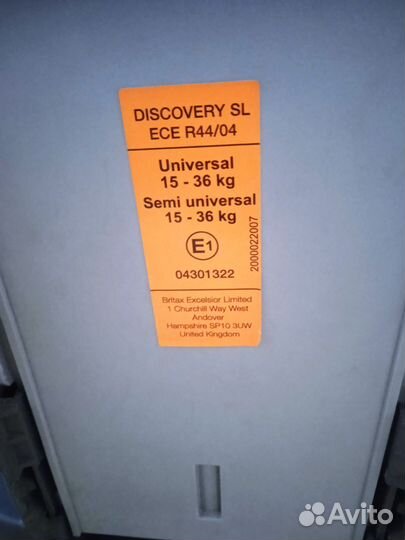 DISCOVERY SL
ECE R44/04
Universal
15 - 36 kg
Semi universal
15 - 36 kg
E1
04301322
2000022007
Britax Excelsior Limited
1 Churchill Way West
Andover
Hampshire SP10 3UW
United Kingdom
Avito